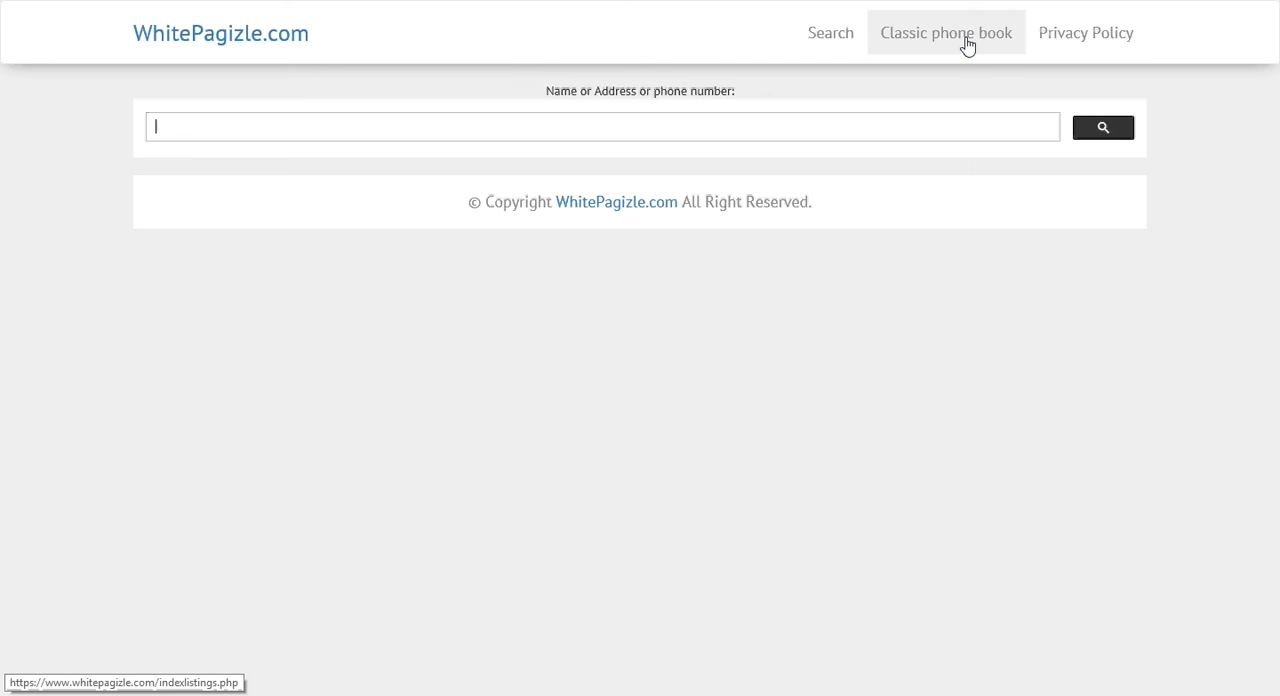 WhitePagizle.com
Search
Classic phone book
Privacy Policy
Name or Address or phone number:
© Copyright WhitePagizle.com All Right Reserved.
https://www.whitepagizle.com/indexlistings.php